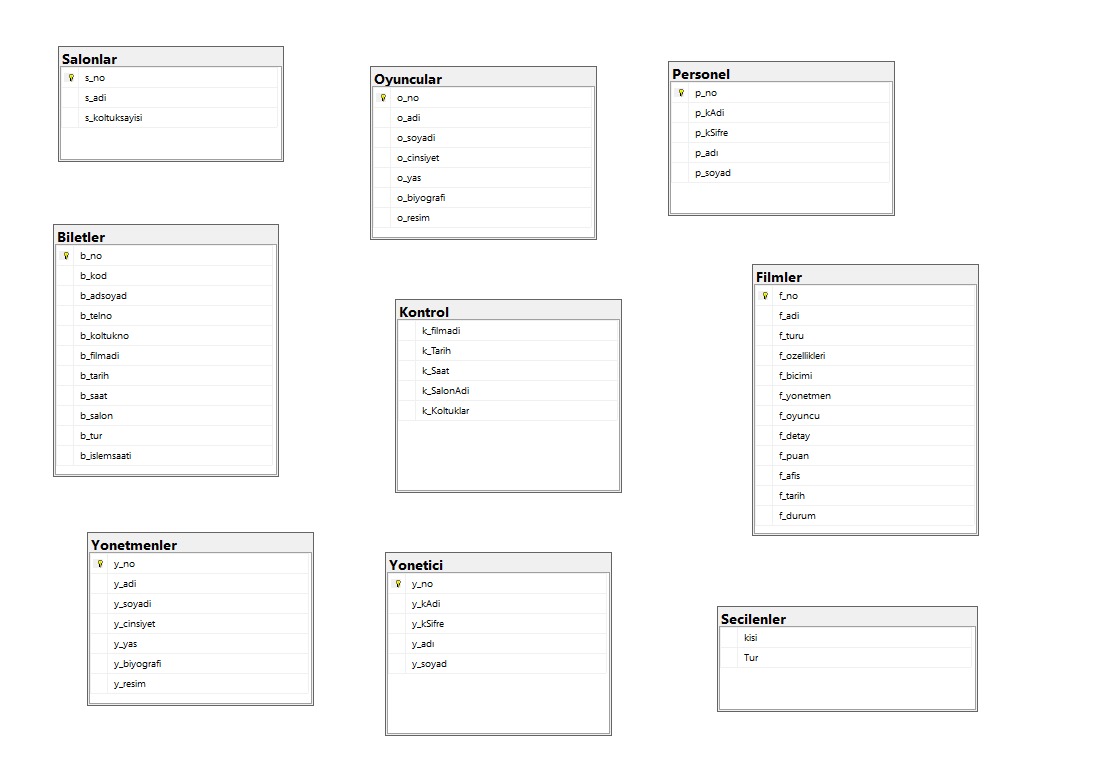 Salonlar
s_no
s_adi
s_koltuksayisi
Oyuncular
o_no
o_adi
o_soyadi
o_cinsiyet
o_yas
o_biyografi
o_resim
Personel
p_no
p_kAdi
p_kSifre
p_adı
p_soyad
Biletler
b_no
b_kod
b_adsoyad
b_telno
b_koltukno
b_filmadi
b_tarih
b_saat
b_salon
b_tur
b_islemsaati
Kontrol
k_filmadi
k_Tarih
k_Saat
k_SalonAdi
k_Koltuklar
Filmler
f_no
f_adi
f_turu
f_ozellikleri
f_bicimi
f_yonetmen
f_oyuncu
f_detay
f_puan
f_afis
f_tarih
f_durum
Yonetmenler
y_no
y_adi
y_soyadi
y_cinsiyet
y_yas
y_biyografi
y_resim
Yonetici
y_no
y_kAdi
y_kSifre
y_adı
y_soyad
Secilenler
kisi
Tur